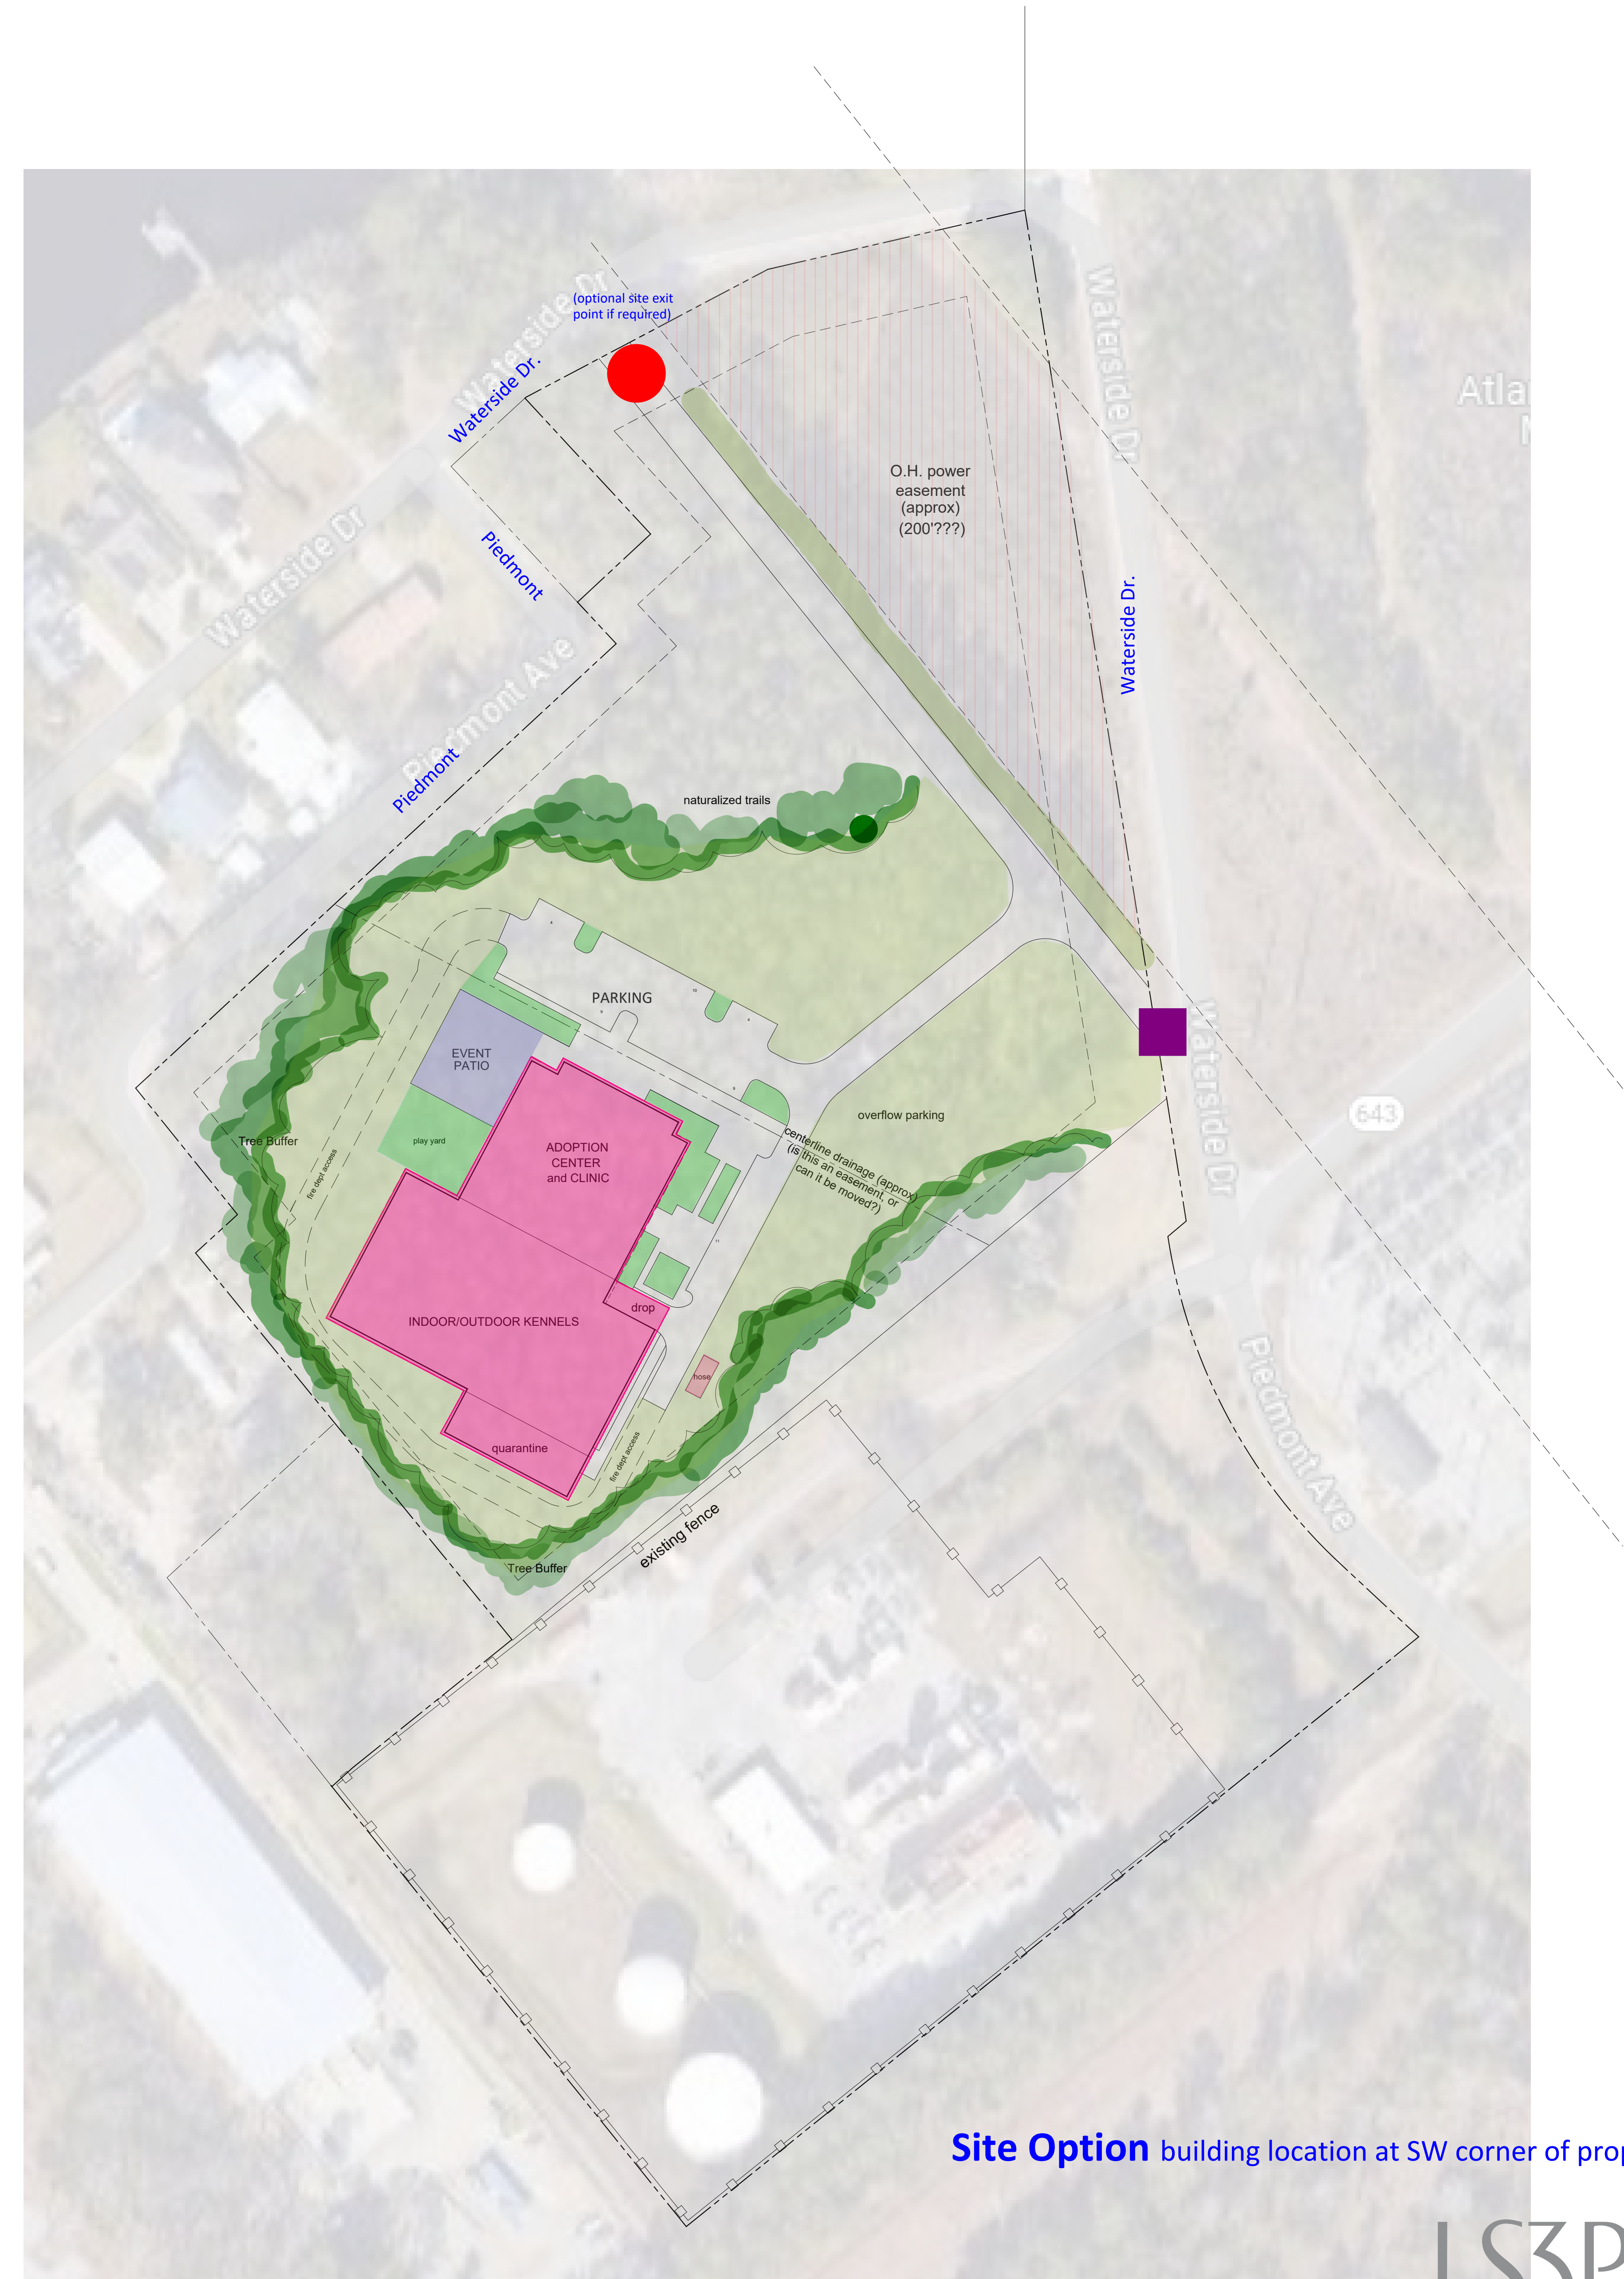 Waterside Dr
(optional site exit
point if required)
Waterside Dr.
Waterside Dr
Atla
O.H. power
easement
(approx)
(200'???)
Piedmont
Waterside Dr
Waterside Dr.
Piedmont Ave
Piedmont
naturalized trails
PARKING
EVENT
PATIO
Waterside Dr
643
overflow parking
play yard
Tree Buffer
fire dept access
ADOPTION
CENTER
and CLINIC
centerline drainage (approx)
(is this an easement, or
can it be moved?)
11
drop
INDOOR/OUTDOOR KENNELS
hose
Piedmont Ave
quarantine
fire dept access
existing fence
Tree Buffer
Site Option building location at SW corner of prop
LS3P